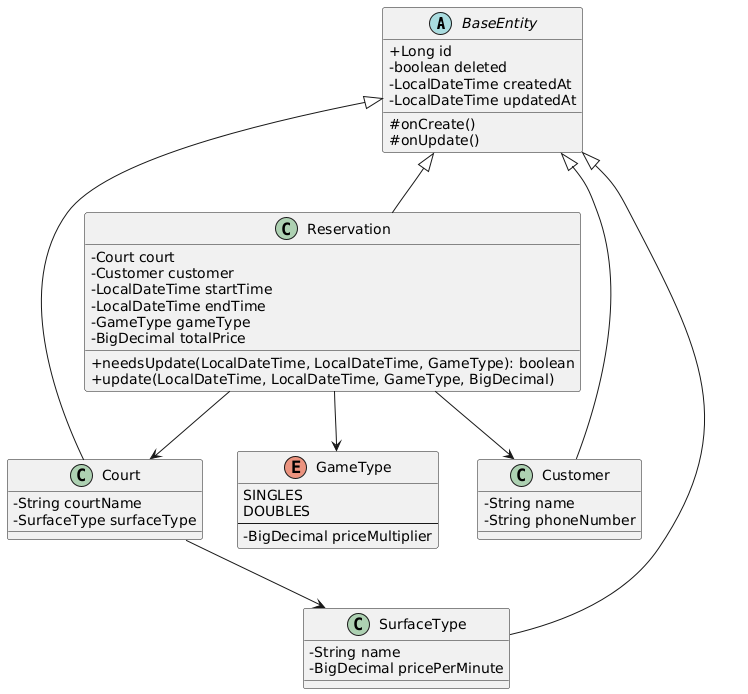 A BaseEntity
+Long id
-boolean deleted
-LocalDateTime createdAt
-LocalDateTime updatedAt
#onCreate()
#onUpdate()
C Reservation
-Court court
-Customer customer
-LocalDateTime startTime
-LocalDateTime endTime
-GameType gameType
-BigDecimal totalPrice
+needsUpdate(LocalDateTime, LocalDateTime, GameType): boolean
+update(LocalDateTime, LocalDateTime, GameType, BigDecimal)
C Court
-String courtName
-SurfaceType surfaceType
E GameType
SINGLES
DOUBLES
-BigDecimal priceMultiplier
C Customer
-String name
-String phoneNumber
C SurfaceType
-String name
-BigDecimal pricePerMinute